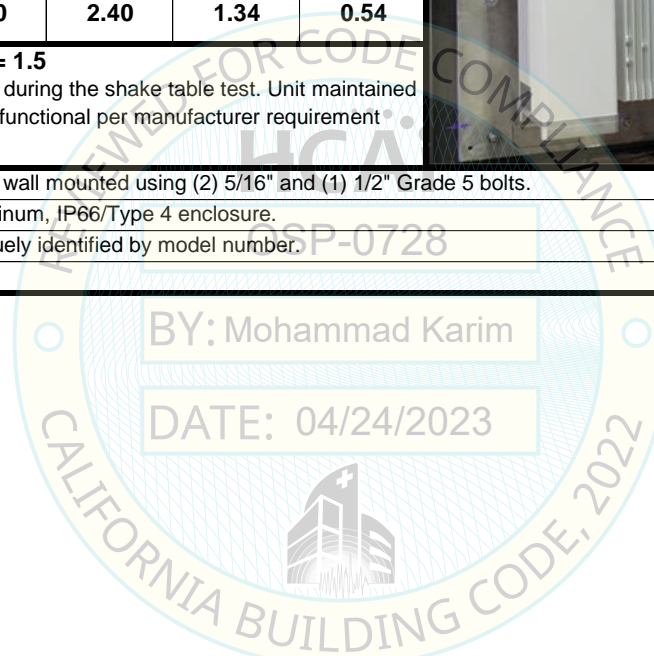 2.40 1.34 0.54
= 1.5
during the shake table test. Unit maintained
functional per manufacturer requirement
wall mounted using (2) 5/16" and (1) 1/2" Grade 5 bolts.
IP66/Type 4 enclosure.
identified by model number.
REVIEWED FOR CODE COMPLIANCE
HCAi
OSP-0728
BY: Mohammad Karim
DATE: 04/24/2023
CALIFORNIA BUILDING CODE, 2022